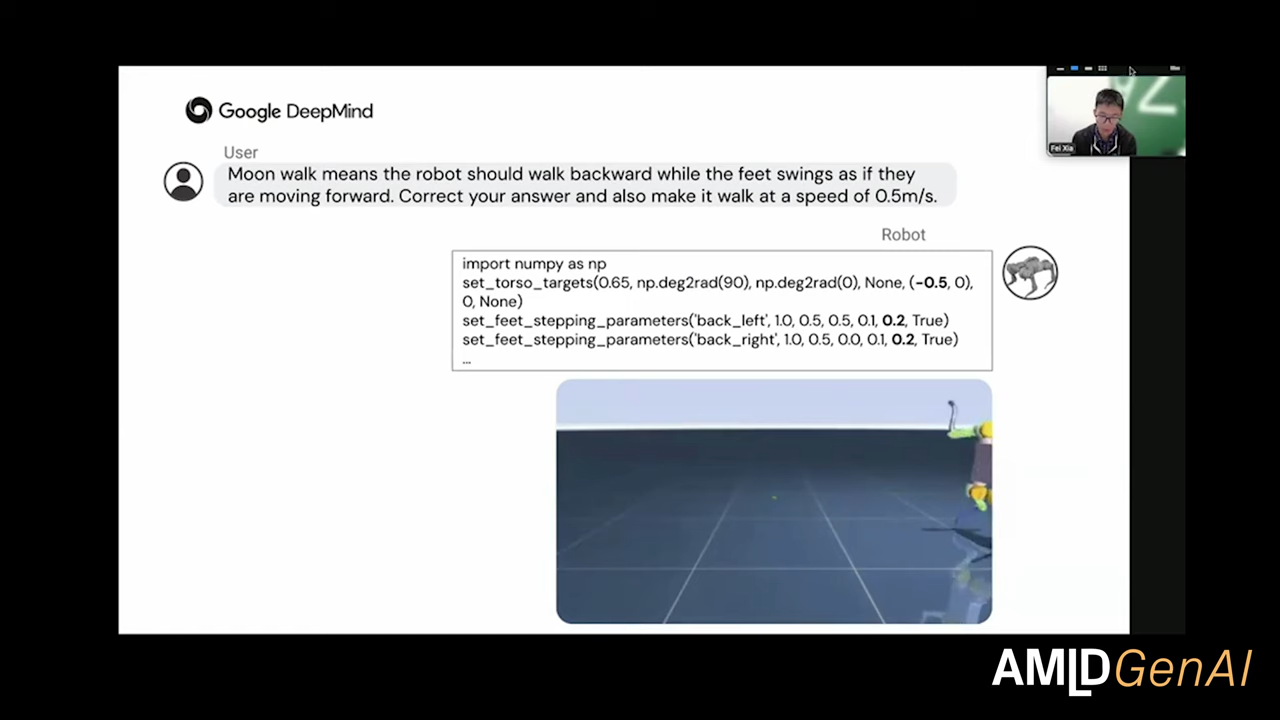 Google DeepMind
Fei Xia
User
Moon walk means the robot should walk backward while the feet swings as if they
are moving forward. Correct your answer and also make it walk at a speed of 0.5m/s.
Robot
import numpy as np
set_torso_targets(0.65, np.deg2rad(90), np.deg2rad(0), None, (-0.5, 0),
0, None)
set_feet_stepping_parameters('back_left', 1.0, 0.5, 0.5, 0.1, 0.2, True)
set_feet_stepping_parameters('back_right', 1.0, 0.5, 0.0, 0.1, 0.2, True)
...
AMLDGenAI